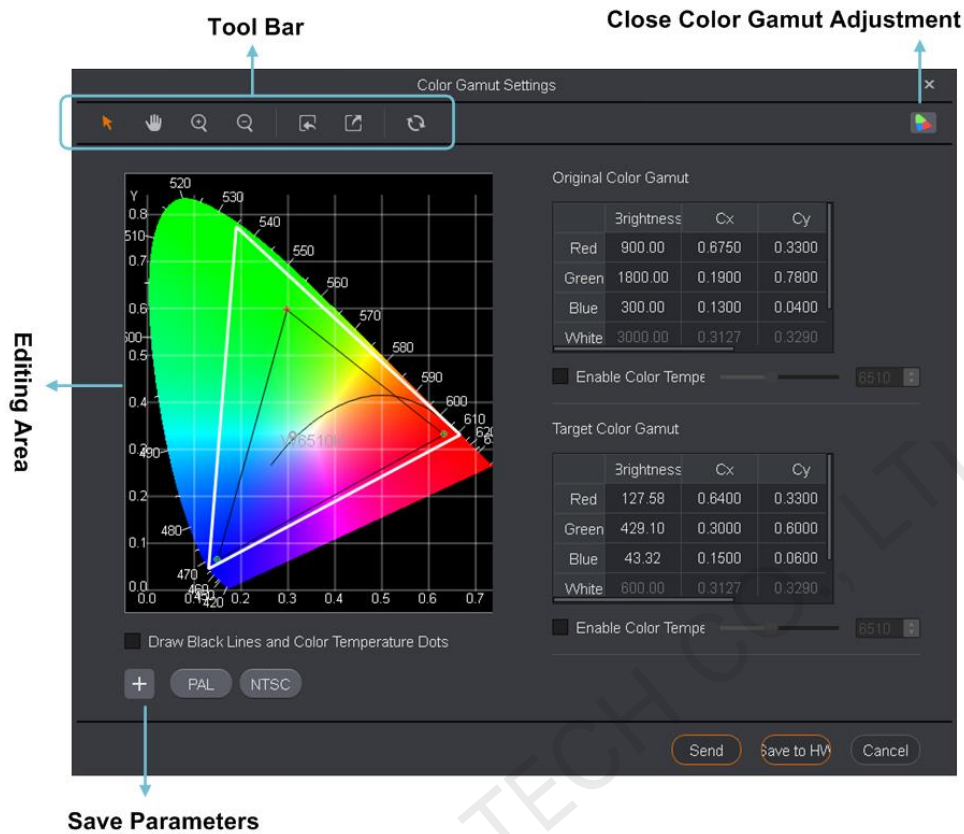 Tool Bar
Close Color Gamut Adjustment
Color Gamut Settings
Original Color Gamut
Brightness Cx Cy
Red 900.00 0.6750 0.3300
Green 1800.00 0.1900 0.7800
Blue 300.00 0.1300 0.0400
White 3000.00 0.3127 0.3290
Enable Color Tempe 6510
Target Color Gamut
Brightness Cx Cy
Red 127.58 0.6400 0.3300
Green 429.10 0.3000 0.6000
Blue 43.32 0.1500 0.0600
White 600.00 0.3127 0.3290
Enable Color Tempe 6510
Editing Area
Y
0.8
0.7
0.6
0.5
0.4
0.2
0.1
0.0
0.0 0.2 0.3 0.4 0.5 0.6 0.7
520
530
540
550
560
570
580
590
600
610
510
490
480
470
420
Draw Black Lines and Color Temperature Dots
+ PAL NTSC
Send Save to HW Cancel
Save Parameters
TECH CO., LT